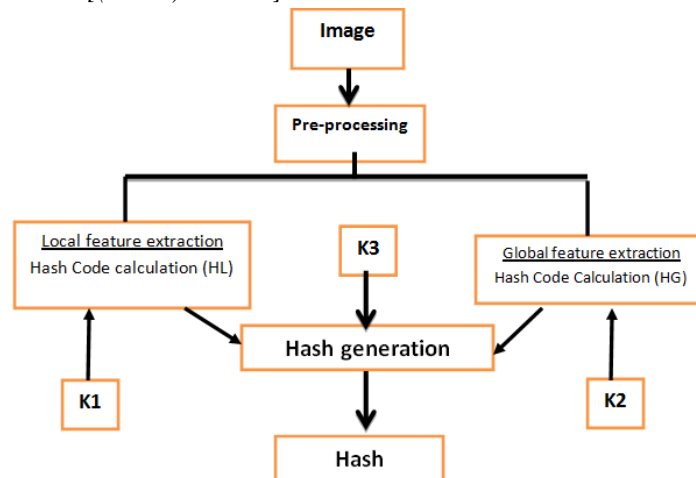 Image
Pre-processing
Local feature extraction
Hash Code calculation (HL)
K3
Global feature extraction
Hash Code Calculation (HG)
Hash generation
K1
K2
Hash